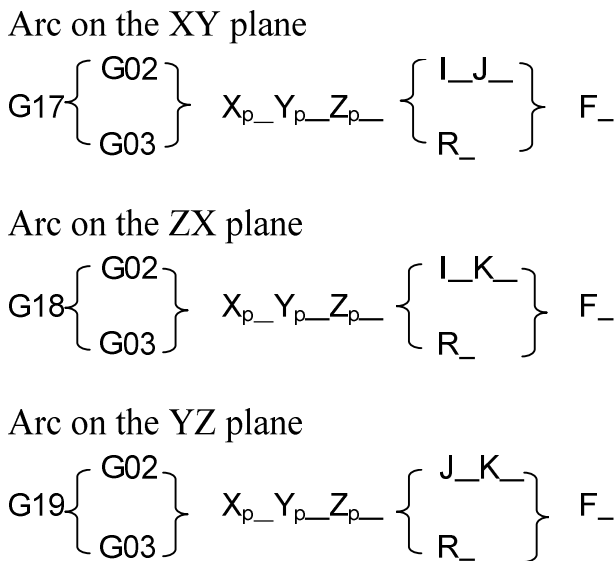 Arc on the XY plane
G17 { G02 G03 } Xp_Yp_Zp_ { I_J_ R_ } F_
Arc on the ZX plane
G18 { G02 G03 } Xp_Yp_Zp_ { I_K_ R_ } F_
Arc on the YZ plane
G19 { G02 G03 } Xp_Yp_Zp_ { J_K_ R_ } F_